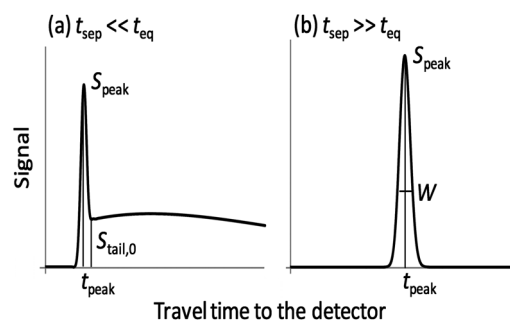 (a) tsep << teq
(b) tsep >> teq
Speak
Stail,0
tpeak
Speak
W
tpeak
Signal
Travel time to the detector